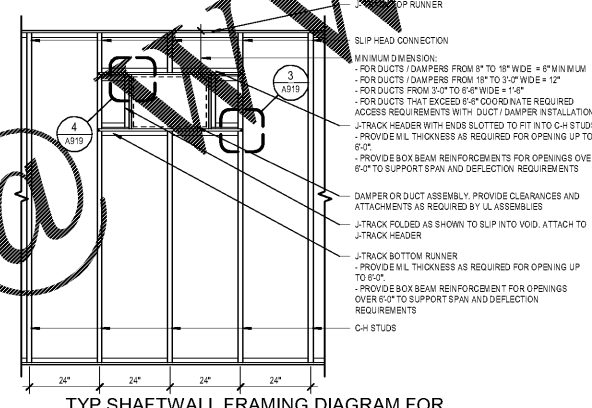 J-TRACK TOP RUNNER
SLIP HEAD CONNECTION
MINIMUM DIMENSION:
- FOR DUCTS / DAMPERS FROM 8" TO 18" WIDE = 6" MINIMUM
- FOR DUCTS / DAMPERS FROM 18" TO 3'-0" WIDE = 12"
- FOR DUCTS FROM 3'-0" TO 6'-6" WIDE = 1'-6"
- FOR DUCTS THAT EXCEED 6'-6" COORDINATE REQUIRED
ACCESS REQUIREMENTS WITH DUCT / DAMPER INSTALLATION
J-TRACK HEADER WITH ENDS SLOTTED TO FIT INTO C-H STUDS
- PROVIDE MIL THICKNESS AS REQUIRED FOR OPENING UP TO
6'-0".
- PROVIDE BOX BEAM REINFORCEMENTS FOR OPENINGS OVE
6'-0" TO SUPPORT SPAN AND DEFLECTION REQUIREMENTS
DAMPER OR DUCT ASSEMBLY. PROVIDE CLEARANCES AND
ATTACHMENTS AS REQUIRED BY UL ASSEMBLIES
J-TRACK FOLDED AS SHOWN TO SLIP INTO VOID. ATTACH TO
J-TRACK HEADER
J-TRACK BOTTOM RUNNER
- PROVIDE MIL THICKNESS AS REQUIRED FOR OPENING UP
TO 6'-0".
- PROVIDE BOX BEAM REINFORCEMENT FOR OPENINGS
OVER 6'-0" TO SUPPORT SPAN AND DEFLECTION
REQUIREMENTS
C-H STUDS
3
A919
4
A919
24" 24" 24" 24"
TYP SHAFTWALL FRAMING DIAGRAM FOR